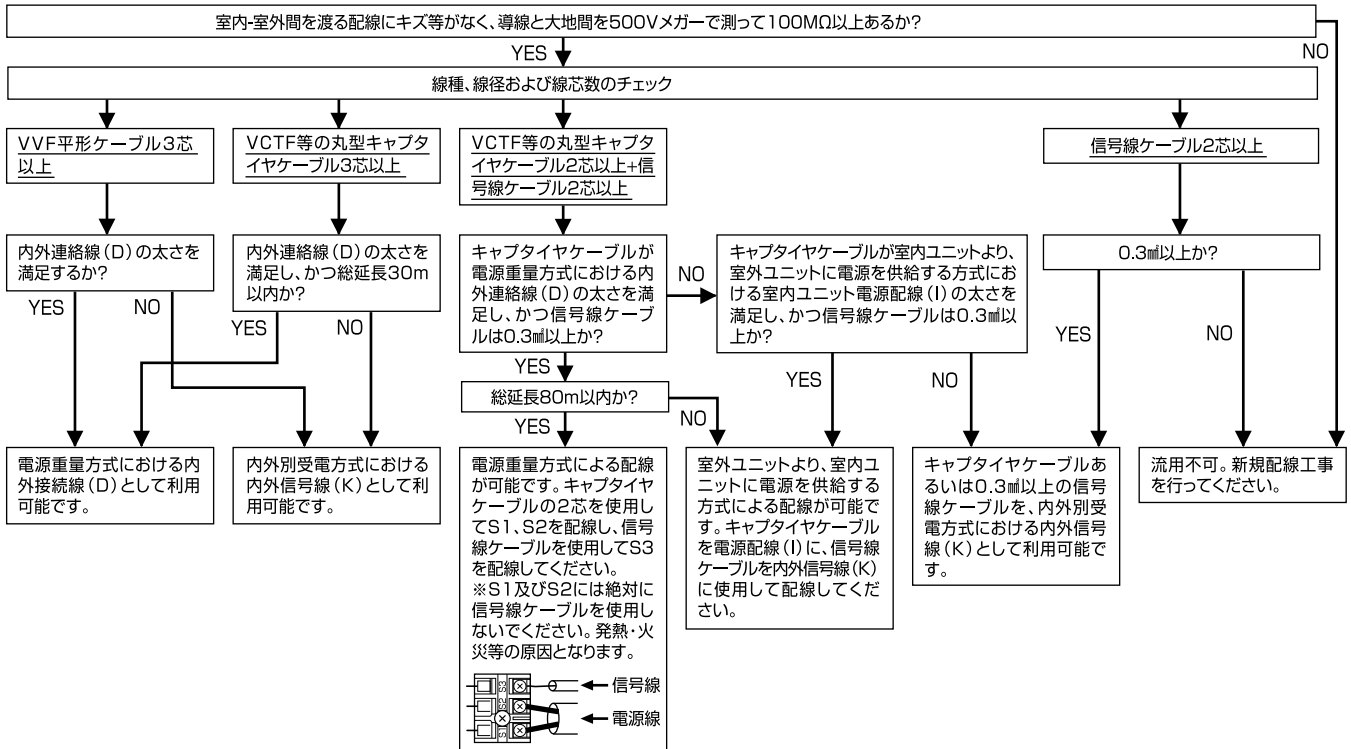 室内-室外間を渡る配線にキズ等がなく、導線と大地間を500Vメガーで測って100MΩ以上あるか?
YES
NO
線種、線径および線芯数のチェック
VVF平形ケーブル3芯
以上
VCTF等の丸型キャプタ
イヤケーブル3芯以上
VCTF等の丸型キャプタ
イヤケーブル2芯以上+信
号線ケーブル2芯以上
信号線ケーブル2芯以上
内外連絡線(D)の太さを
満足するか?
内外連絡線(D)の太さを
満足し、かつ総延長30m
以内か?
キャプタイヤケーブルが
電源重量方式における内
外連絡線(D)の太さを満
足し、かつ信号線ケーブ
ルは0.3㎟以上か?
NO
キャプタイヤケーブルが室内ユニットより、
室外ユニットに電源を供給する方式にお
ける室内ユニット電源配線(I)の太さを
満足し、かつ信号線ケーブルは0.3㎟以
上か?
0.3㎟以上か?
YES
NO
YES
NO
YES
YES
NO
YES
NO
総延長80m以内か?
YES
NO
電源重量方式における内
外接続線(D)として利用
可能です。
内外別受電方式における
内外信号線(K)として利
用可能です。
電源重量方式による配線
が可能です。キャプタイヤ
ケーブルの2芯を使用し
てS1、S2を配線し、信号
線ケーブルを使用してS3
を配線してください。
※S1及びS2には絶対に
信号線ケーブルを使用し
ないでください。発熱・火
災等の原因となります。
S3
S2
S1
信号線
電源線
室外ユニットより、室内ユ
ニットに電源を供給する
方式による配線が可能で
す。キャプタイヤケーブル
を電源配線(I)に、信号線
ケーブルを内外信号線(K)
に使用して配線してくだ
さい。
キャプタイヤケーブルあ
るいは0.3㎟以上の信号
線ケーブルを、内外別受
電方式における内外信号
線(K)として利用可能で
す。
流用不可。新規配線工事
を行ってください。